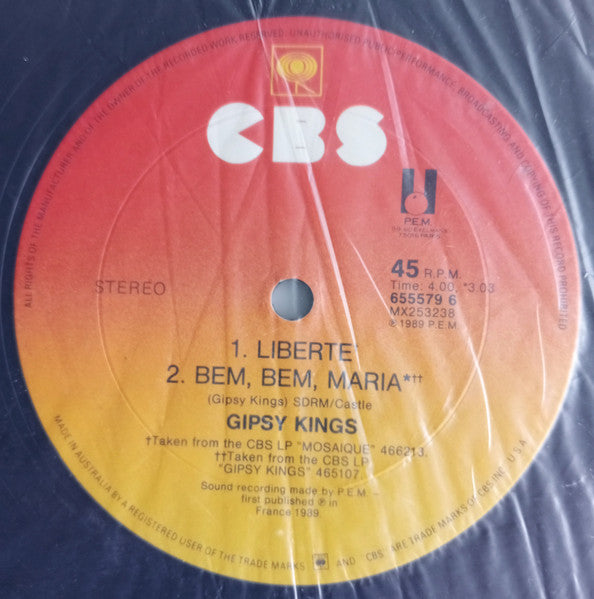 ALL RIGHTS OF THE MANUFACTURER AND OF THE OWNER OF THE RECORDED WORK RESERVED. UNAUTHORISED PUBLIC PERFORMANCE, BROADCASTING AND COPYING OF THIS RECORD PROHIBITED
CBS
P.E.M.
75016 PARIS
STEREO
45 R.P.M.
Time: 4.00, *3.03
655579 6
MX253238
℗ 1989 P.E.M.
1. LIBERTE†
2. BEM, BEM, MARIA*††
(Gipsy Kings) SDRM/Castle
GIPSY KINGS
†Taken from the CBS LP "MOSAIQUE" 466213.
††Taken from the CBS LP
"GIPSY KINGS" 465107.
Sound recording made by P.E.M. –
first published ℗ in
France 1989
MADE IN AUSTRALIA BY A REGISTERED USER OF THE TRADE MARKS AND "CBS" ARE TRADE MARKS OF CBS INC. U.S.A.